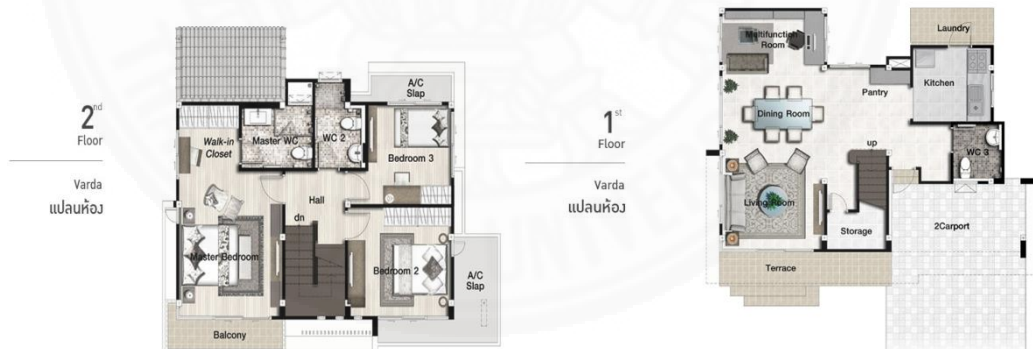 2nd
Floor
Varda
แปลนห้อง
A/C
Slap
Walk-in
Closet
Master WC
WC 2
Bedroom 3
Hall
dn
Master Bedroom
Bedroom 2
A/C
Slap
Balcony
1st
Floor
Varda
แปลนห้อง
Multifunction
Room
Laundry
Kitchen
Pantry
Dining Room
up
WC 3
Living Room
Storage
2Carport
Terrace